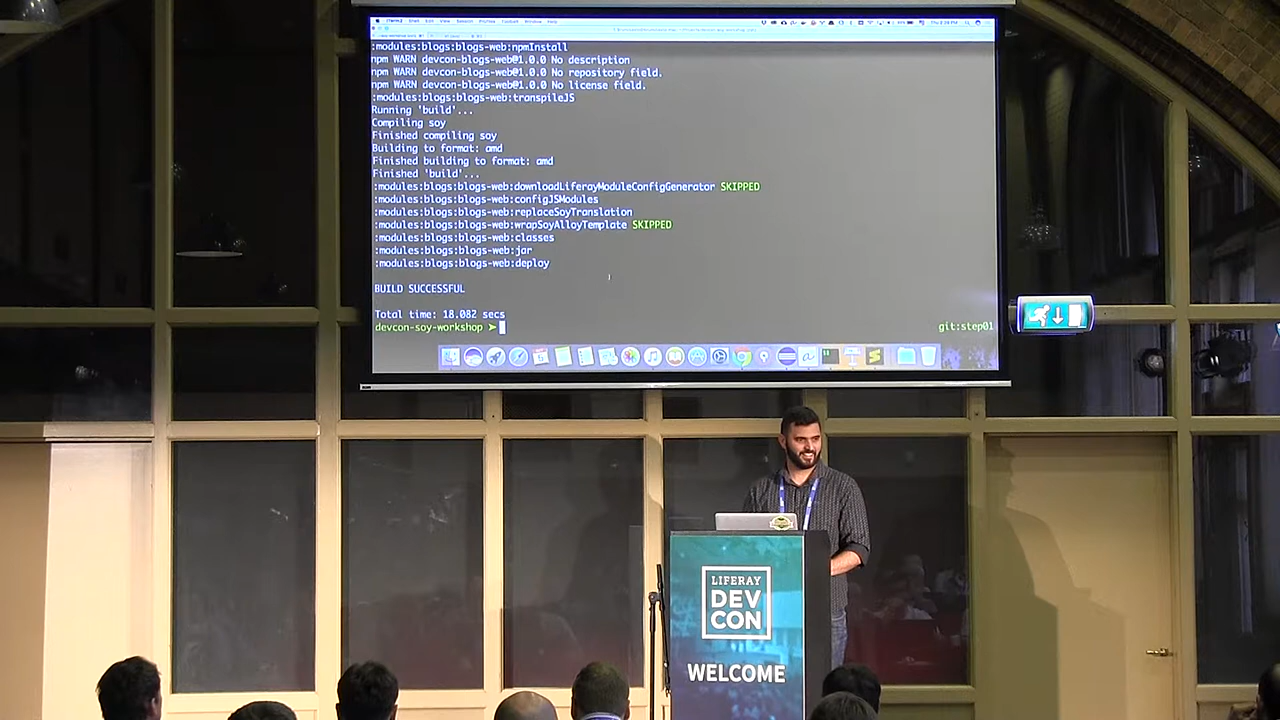 :modules:blogs:blogs-web:npmInstall
npm WARN devcon-blogs-web@1.0.0 No description
npm WARN devcon-blogs-web@1.0.0 No repository field.
npm WARN devcon-blogs-web@1.0.0 No license field.
:modules:blogs:blogs-web:transpileJS
Running 'build'...
Compiling soy
Finished compiling soy
Building to format: amd
Finished building to format: amd
Finished 'build'...
:modules:blogs:blogs-web:downloadLiferayModuleConfigGenerator SKIPPED
:modules:blogs:blogs-web:configJSModules
:modules:blogs:blogs-web:replaceSoyTranslation
:modules:blogs:blogs-web:wrapSoyAlloyTemplate SKIPPED
:modules:blogs:blogs-web:classes
:modules:blogs:blogs-web:jar
:modules:blogs:blogs-web:deploy
BUILD SUCCESSFUL
Total time: 18.082 secs
devcon-soy-workshop ➤ git:step01
LIFERAY
DEV
CON
WELCOME